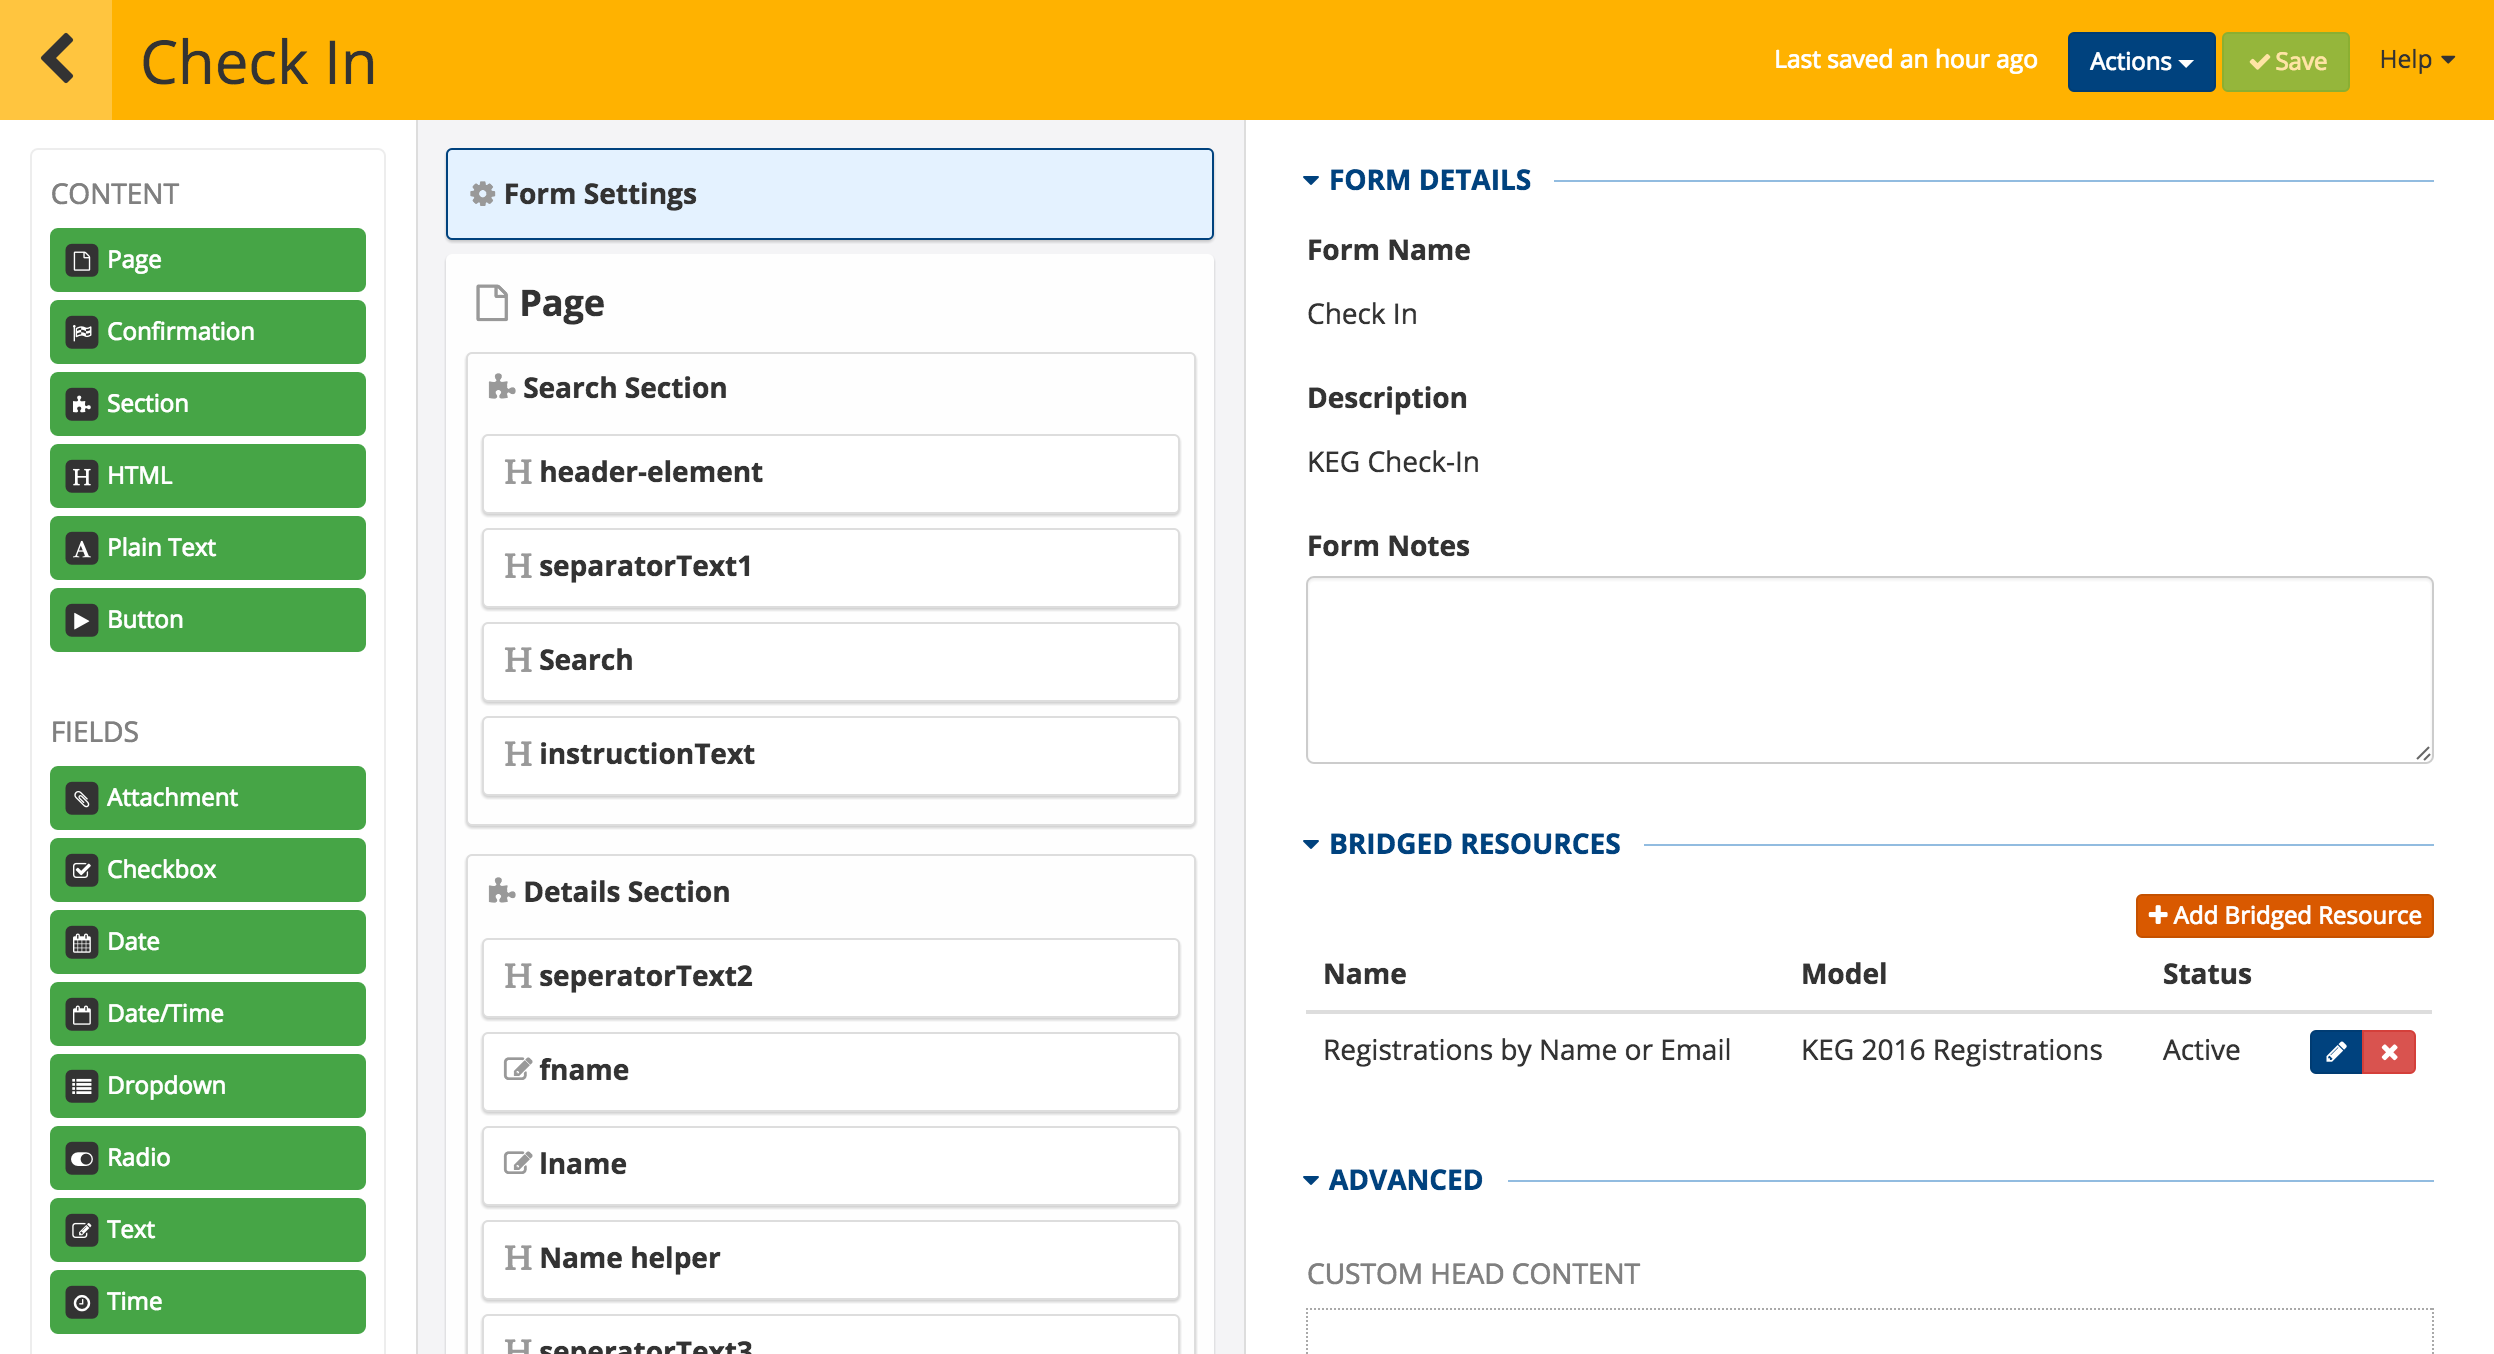 Check In
Last saved an hour ago
Actions
Save
Help
CONTENT
Page
Confirmation
Section
HTML
Plain Text
Button
FIELDS
Attachment
Checkbox
Date
Date/Time
Dropdown
Radio
Text
Time
Form Settings
Page
Search Section
header-element
separatorText1
Search
instructionText
Details Section
seperatorText2
fname
lname
Name helper
seperatorText3
FORM DETAILS
Form Name
Check In
Description
KEG Check-In
Form Notes
BRIDGED RESOURCES
Add Bridged Resource
Name Model Status
Registrations by Name or Email KEG 2016 Registrations Active
ADVANCED
CUSTOM HEAD CONTENT